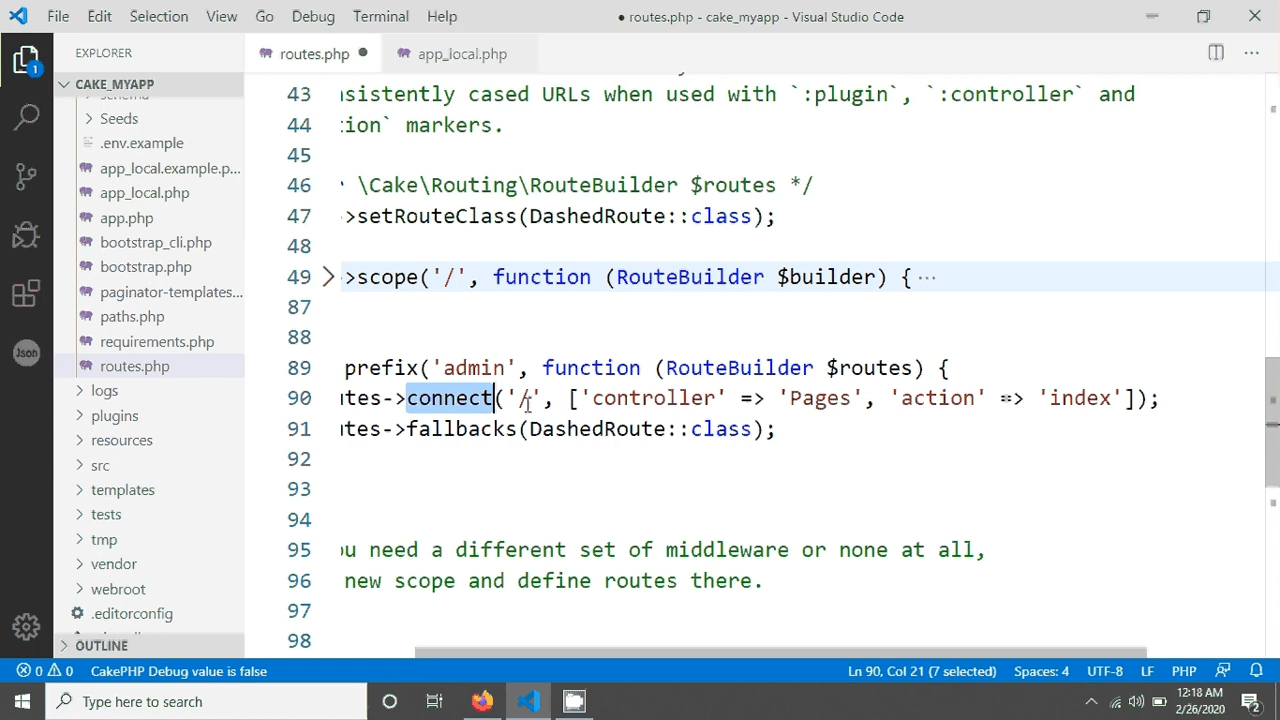 File Edit Selection View Go Debug Terminal Help ● routes.php - cake_myapp - Visual Studio Code
EXPLORER
routes.php
app_local.php
CAKE_MYAPP
Seeds
.env.example
app_local.example.p...
app_local.php
app.php
bootstrap_cli.php
bootstrap.php
paginator-templates...
paths.php
requirements.php
routes.php
logs
plugins
resources
src
templates
tests
tmp
vendor
webroot
.editorconfig
OUTLINE
43 nsistently cased URLs when used with `:plugin`, `:controller` and
44 tion` markers.
45
46 \Cake\Routing\RouteBuilder $routes */
47 >setRouteClass(DashedRoute::class);
48
49 >scope('/', function (RouteBuilder $builder) {···
87
88
89 prefix('admin', function (RouteBuilder $routes) {
90 utes->connect('/', ['controller' => 'Pages', 'action' => 'index']);
91 utes->fallbacks(DashedRoute::class);
92
93
94
95 ou need a different set of middleware or none at all,
96 new scope and define routes there.
97
98
1
Json
0 0 CakePHP Debug value is false Ln 90, Col 21 (7 selected) Spaces: 4 UTF-8 LF PHP
Type here to search
12:18 AM
2/26/2020
2